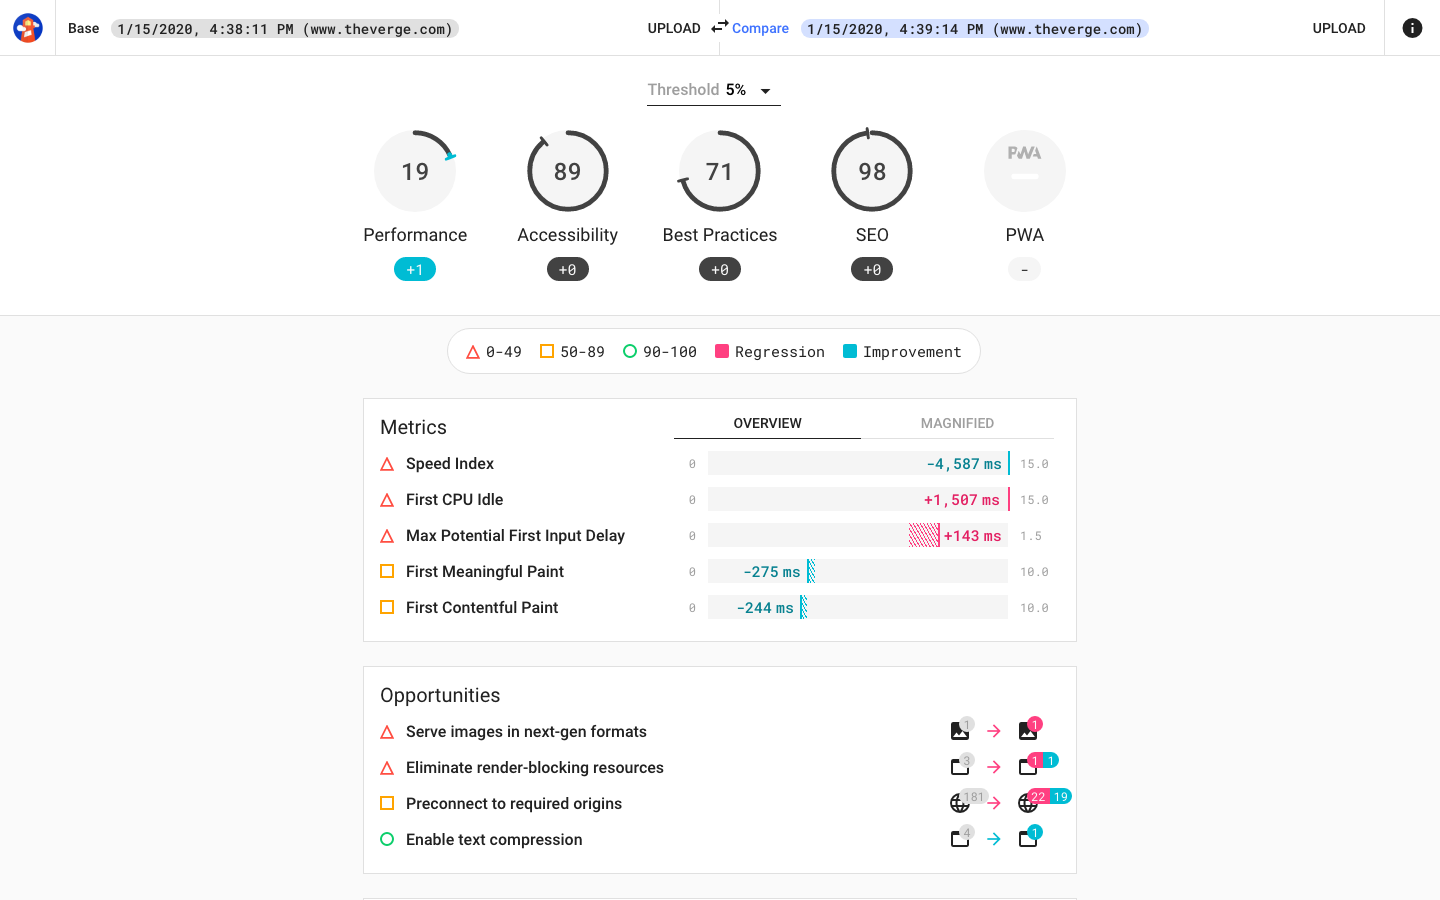 Base 1/15/2020, 4:38:11 PM (www.theverge.com) UPLOAD Compare 1/15/2020, 4:39:14 PM (www.theverge.com) UPLOAD
Threshold 5%
19 89 71 98 PWA
Performance Accessibility Best Practices SEO PWA
+1 +0 +0 +0 -
0-49 50-89 90-100 Regression Improvement
Metrics OVERVIEW MAGNIFIED
Speed Index 0 -4,587 ms 15.0
First CPU Idle 0 +1,507 ms 15.0
Max Potential First Input Delay 0 +143 ms 1.5
First Meaningful Paint 0 -275 ms 10.0
First Contentful Paint 0 -244 ms 10.0
Opportunities
Serve images in next-gen formats 1 1
Eliminate render-blocking resources 3 1 1
Preconnect to required origins 181 22 19
Enable text compression 4 1